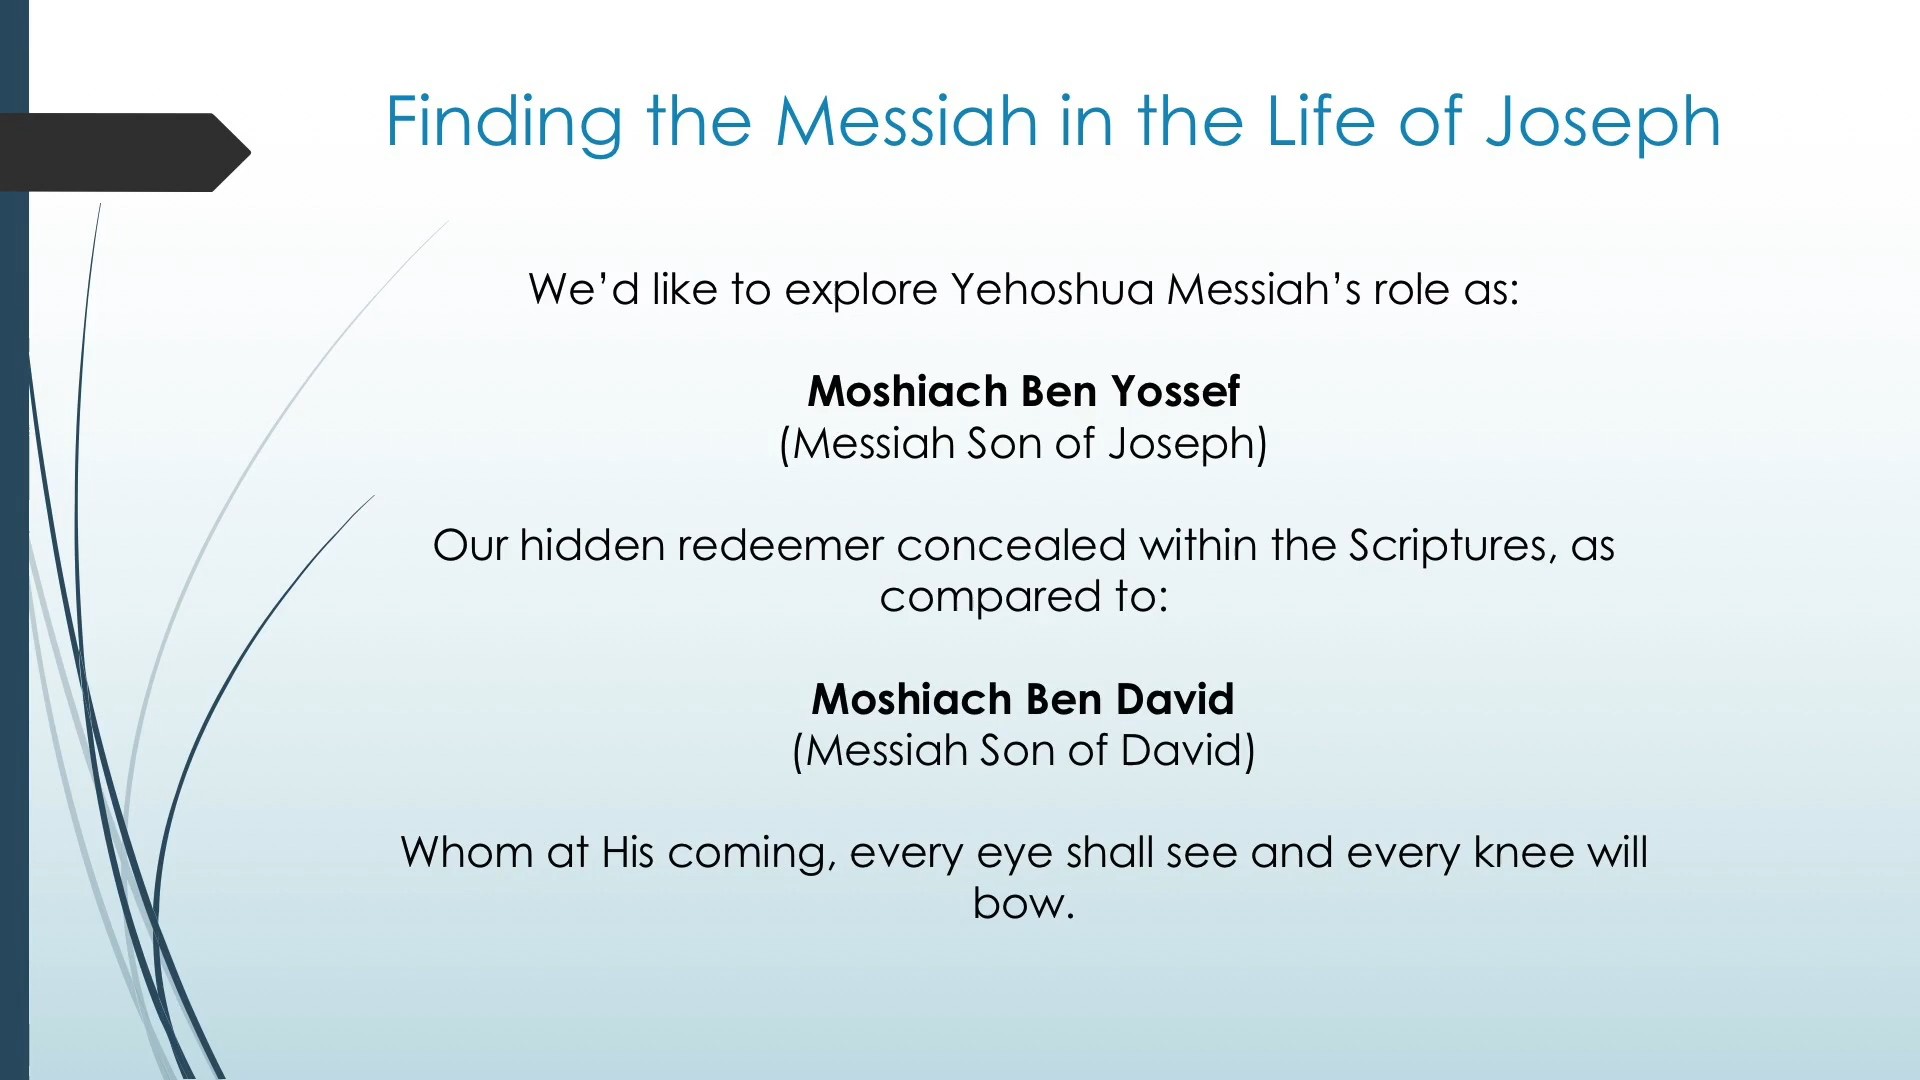 Finding the Messiah in the Life of Joseph
We’d like to explore Yehoshua Messiah’s role as:
Moshiach Ben Yossef
(Messiah Son of Joseph)
Our hidden redeemer concealed within the Scriptures, as
compared to:
Moshiach Ben David
(Messiah Son of David)
Whom at His coming, every eye shall see and every knee will
bow.